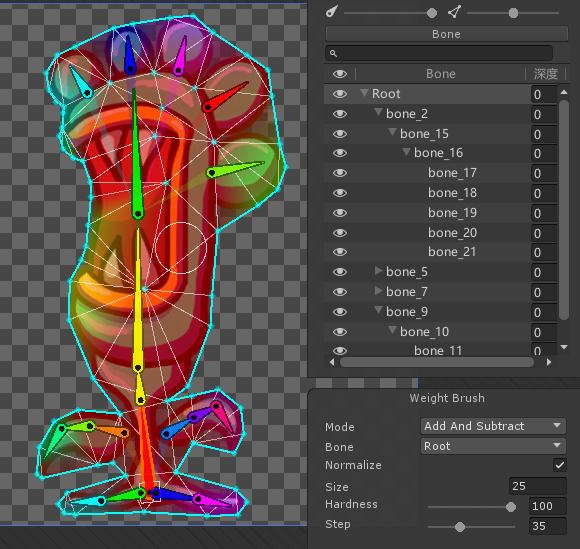 Bone
Bone 深度
Root 0
bone_2 0
bone_15 0
bone_16 0
bone_17 0
bone_18 0
bone_19 0
bone_20 0
bone_21 0
bone_5 0
bone_7 0
bone_9 0
bone_10 0
bone_11 0
Weight Brush
Mode Add And Subtract
Bone Root
Normalize
Size 25
Hardness 100
Step 35